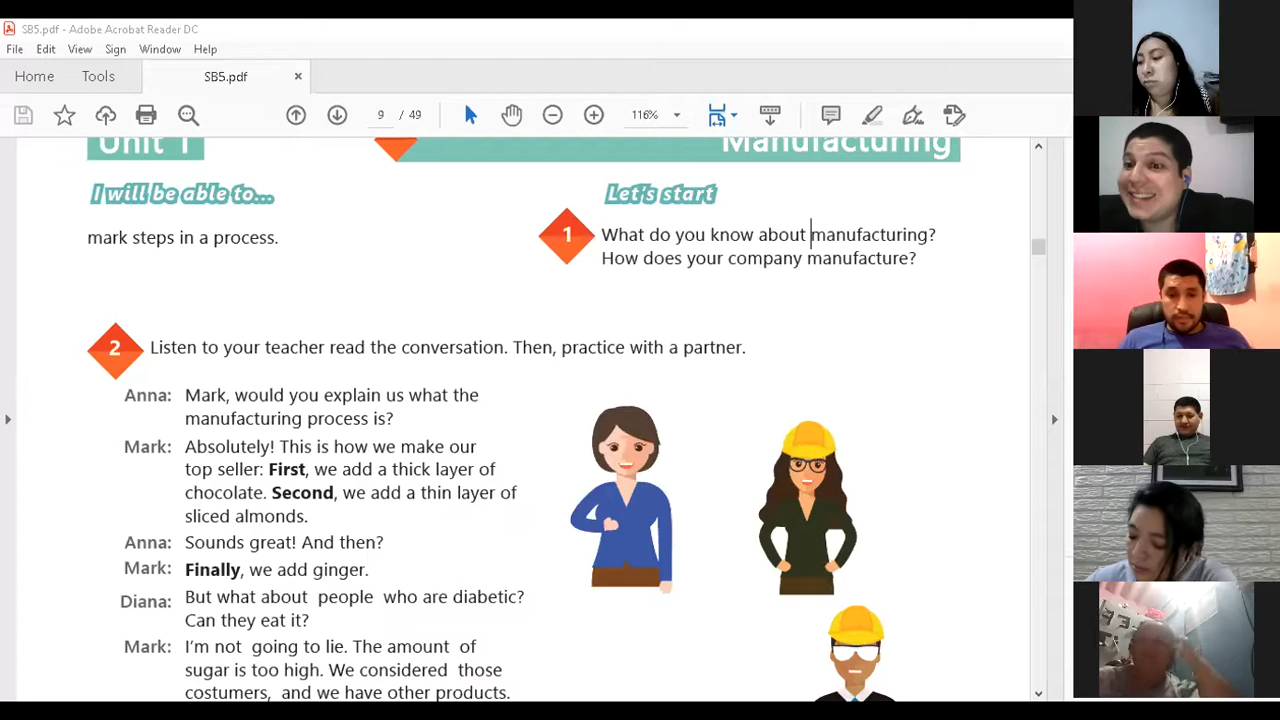 SB5.pdf - Adobe Acrobat Reader DC
File Edit View Sign Window Help
Home Tools SB5.pdf ×
9 / 49 116%
Unit 1 Manufacturing
I will be able to...
mark steps in a process.
Let's start
1 What do you know about manufacturing?
How does your company manufacture?
2 Listen to your teacher read the conversation. Then, practice with a partner.
Anna: Mark, would you explain us what the
manufacturing process is?
Mark: Absolutely! This is how we make our
top seller: First, we add a thick layer of
chocolate. Second, we add a thin layer of
sliced almonds.
Anna: Sounds great! And then?
Mark: Finally, we add ginger.
Diana: But what about people who are diabetic?
Can they eat it?
Mark: I'm not going to lie. The amount of
sugar is too high. We considered those
costumers, and we have other products.